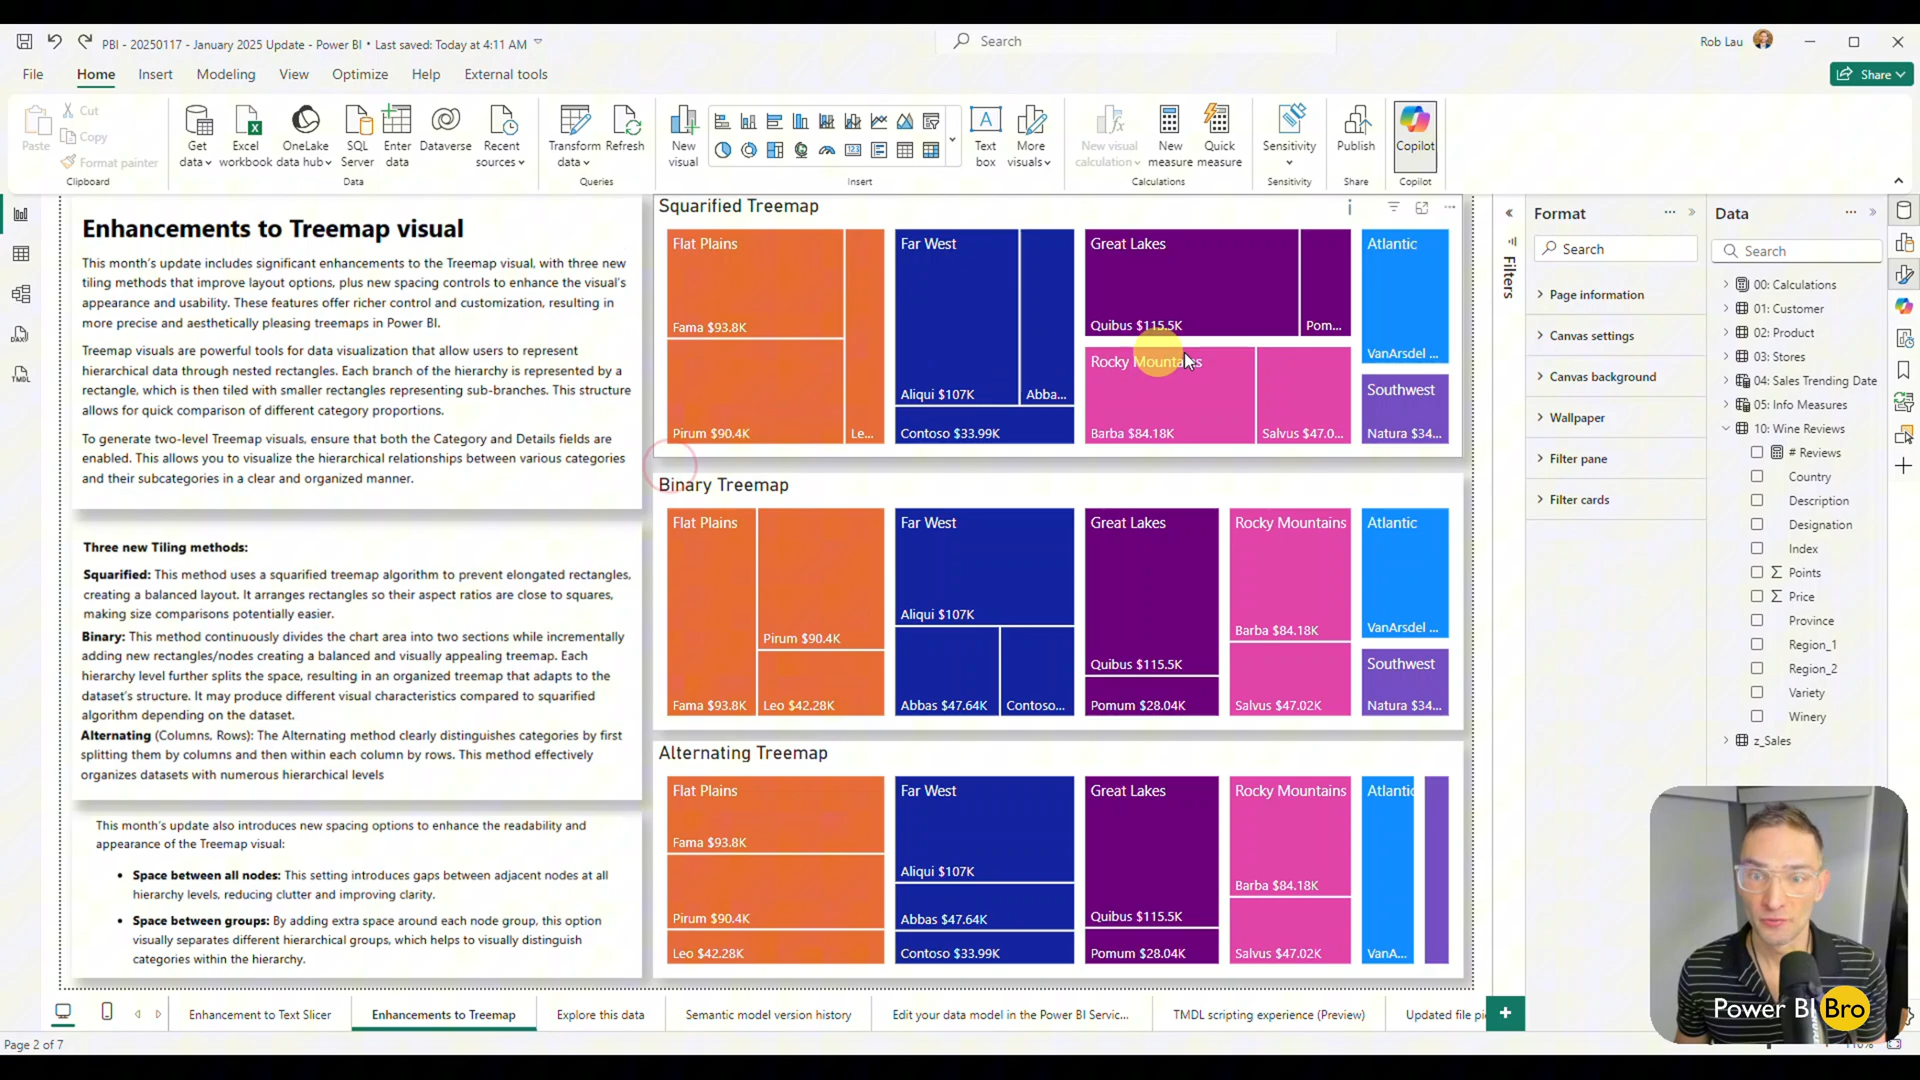 PBI - 20250117 - January 2025 Update - Power BI • Last saved: Today at 4:11 AM
Search
Rob Lau
File
Home
Insert
Modeling
View
Optimize
Help
External tools
Share
Paste
Cut
Copy
Format painter
Clipboard
Get data
Excel workbook
OneLake data hub
SQL Server
Enter data
Dataverse
Recent sources
Data
Transform data
Refresh
Queries
New visual
Text box
More visuals
Insert
New visual calculation
New measure
Quick measure
Calculations
Sensitivity
Sensitivity
Publish
Share
Copilot
Copilot
Enhancements to Treemap visual
This month's update includes significant enhancements to the Treemap visual, with three new
tiling methods that improve layout options, plus new spacing controls to enhance the visual's
appearance and usability. These features offer richer control and customization, resulting in
more precise and aesthetically pleasing treemaps in Power BI.
Treemap visuals are powerful tools for data visualization that allow users to represent
hierarchical data through nested rectangles. Each branch of the hierarchy is represented by a
rectangle, which is then tiled with smaller rectangles representing sub-branches. This structure
allows for quick comparison of different category proportions.
To generate two-level Treemap visuals, ensure that both the Category and Details fields are
enabled. This allows you to visualize the hierarchical relationships between various categories
and their subcategories in a clear and organized manner.
Three new Tiling methods:
Squarified: This method uses a squarified treemap algorithm to prevent elongated rectangles,
creating a balanced layout. It arranges rectangles so their aspect ratios are close to squares,
making size comparisons potentially easier.
Binary: This method continuously divides the chart area into two sections while incrementally
adding new rectangles/nodes creating a balanced and visually appealing treemap. Each
hierarchy level further splits the space, resulting in an organized treemap that adapts to the
dataset's structure. It may produce different visual characteristics compared to squarified
algorithm depending on the dataset.
Alternating (Columns, Rows): The Alternating method clearly distinguishes categories by first
splitting them by columns and then within each column by rows. This method effectively
organizes datasets with numerous hierarchical levels
This month's update also introduces new spacing options to enhance the readability and
appearance of the Treemap visual:
• Space between all nodes: This setting introduces gaps between adjacent nodes at all
hierarchy levels, reducing clutter and improving clarity.
• Space between groups: By adding extra space around each node group, this option
visually separates different hierarchical groups, which helps to visually distinguish
categories within the hierarchy.
Squarified Treemap
Flat Plains
Fama $93.8K
Pirum $90.4K
Le...
Far West
Aliqui $107K
Abba...
Contoso $33.99K
Great Lakes
Quibus $115.5K
Pom...
Rocky Mountains
Barba $84.18K
Salvus $47.0...
Atlantic
VanArsdel ...
Southwest
Natura $34...
Binary Treemap
Flat Plains
Fama $93.8K
Pirum $90.4K
Leo $42.28K
Far West
Aliqui $107K
Abbas $47.64K
Contoso...
Great Lakes
Quibus $115.5K
Pomum $28.04K
Rocky Mountains
Barba $84.18K
Salvus $47.02K
Atlantic
VanArsdel ...
Southwest
Natura $34...
Alternating Treemap
Flat Plains
Fama $93.8K
Pirum $90.4K
Leo $42.28K
Far West
Aliqui $107K
Abbas $47.64K
Contoso $33.99K
Great Lakes
Quibus $115.5K
Pomum $28.04K
Rocky Mountains
Barba $84.18K
Salvus $47.02K
Atlantic
VanA...
Filters
Format
Search
Page information
Canvas settings
Canvas background
Wallpaper
Filter pane
Filter cards
Data
Search
00: Calculations
01: Customer
02: Product
03: Stores
04: Sales Trending Date
05: Info Measures
10: Wine Reviews
# Reviews
Country
Description
Designation
Index
Points
Price
Province
Region_1
Region_2
Variety
Winery
z_Sales
DAX
TMDL
Power BI Bro
Enhancement to Text Slicer
Enhancements to Treemap
Explore this data
Semantic model version history
Edit your data model in the Power BI Servic...
TMDL scripting experience (Preview)
Updated file pi
Page 2 of 7